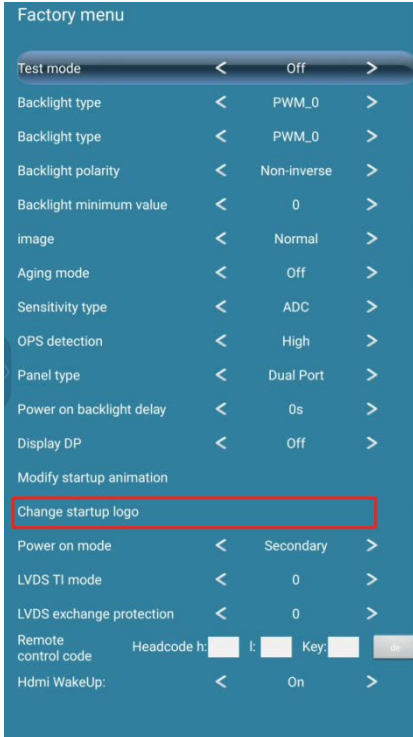 Factory menu
Test mode < Off >
Backlight type < PWM_0 >
Backlight type < PWM_0 >
Backlight polarity < Non-inverse >
Backlight minimum value < 0 >
image < Normal >
Aging mode < Off >
Sensitivity type < ADC >
OPS detection < High >
Panel type < Dual Port >
Power on backlight delay < 0s >
Display DP < Off >
Modify startup animation
Change startup logo
Power on mode < Secondary >
LVDS TI mode < 0 >
LVDS exchange protection < 0 >
Remote
control code Headcode h: l: Key: de
Hdmi WakeUp: < On >